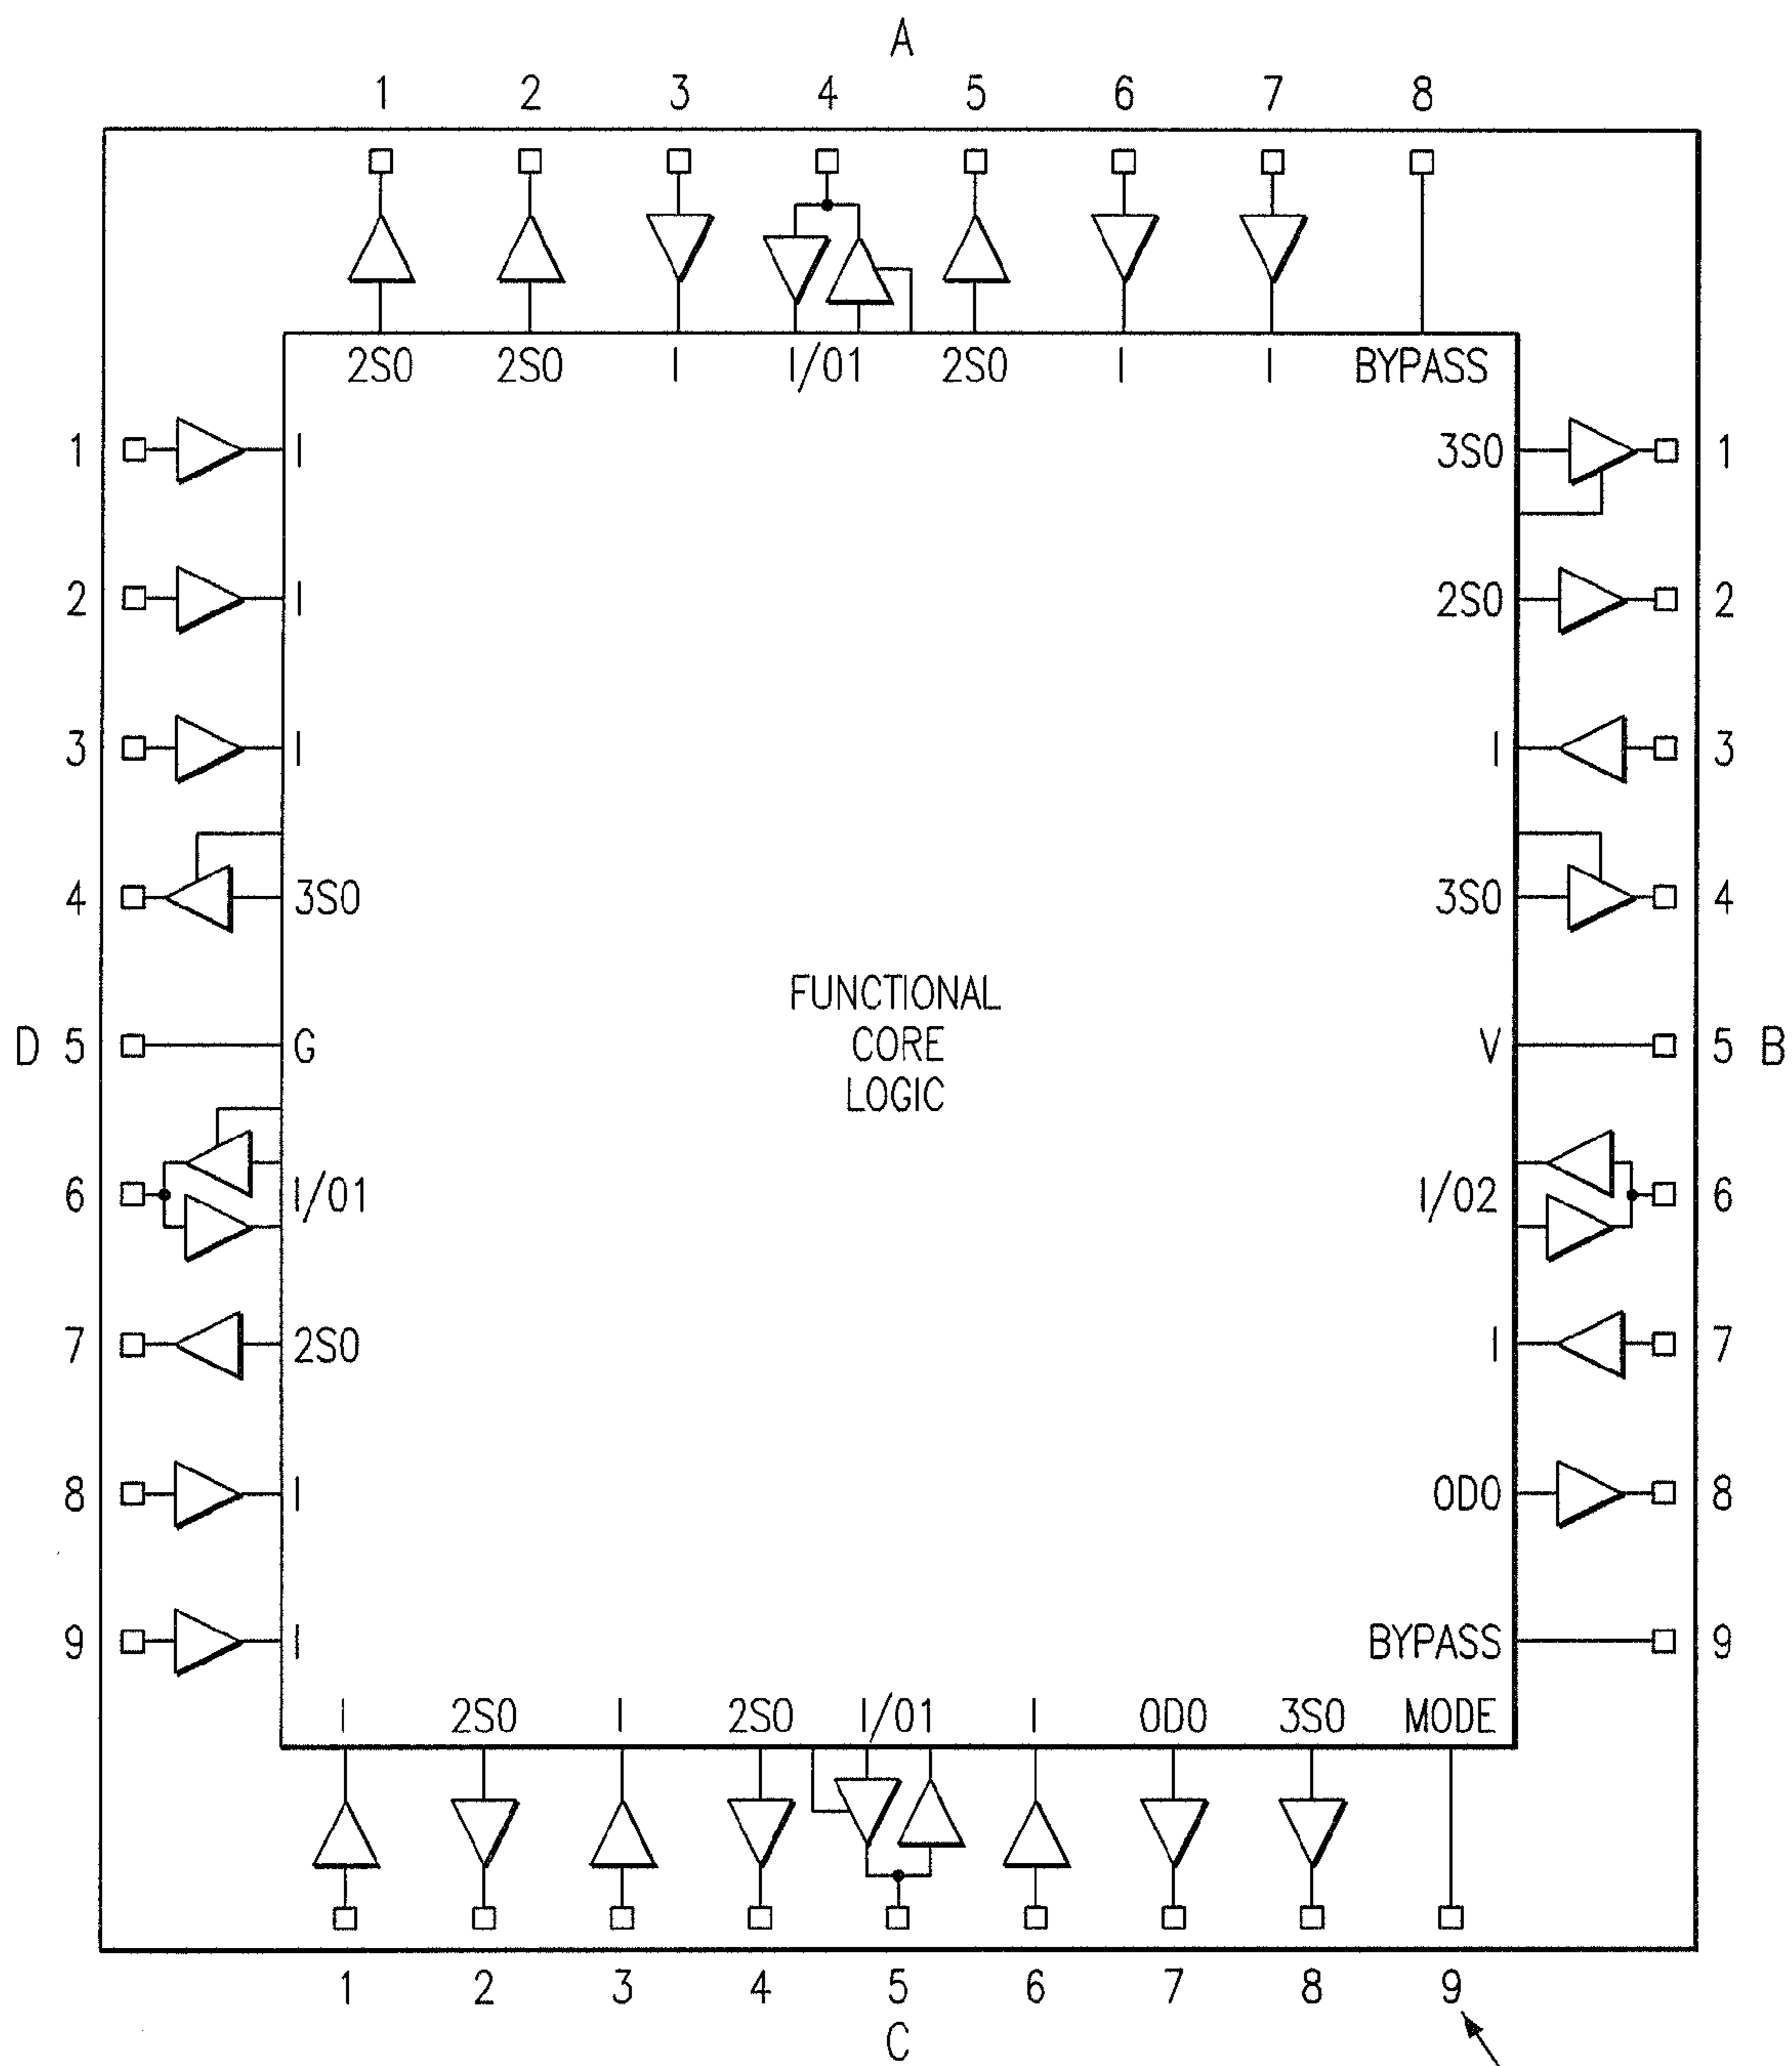 A
1 2 3 4 5 6 7 8
2SO 2SO I I/O1 2SO I I BYPASS
1 I 3SO 1
2 I 2SO 2
3 I I 3
4 3SO 3SO 4
FUNCTIONAL
CORE
LOGIC
D 5 G V 5 B
6 I/O1 I/O2 6
7 2SO I 7
8 I ODO 8
9 I BYPASS 9
I 2SO I 2SO I/O1 I ODO 3SO MODE
1 2 3 4 5 6 7 8 9
C